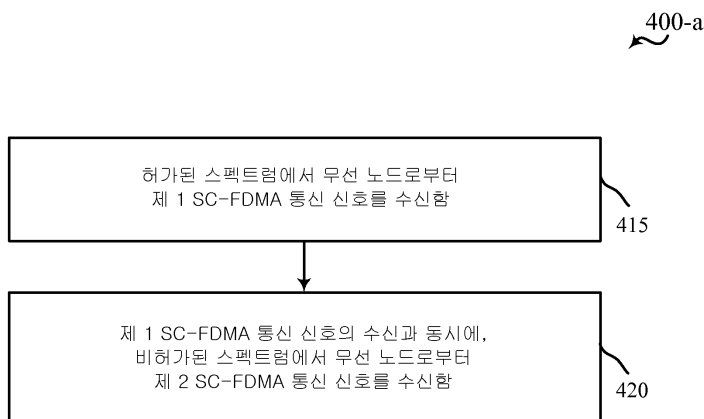 400-a
허가된 스펙트럼에서 무선 노드로부터
제 1 SC-FDMA 통신 신호를 수신함
415
제 1 SC-FDMA 통신 신호의 수신과 동시에,
비허가된 스펙트럼에서 무선 노드로부터
제 2 SC-FDMA 통신 신호를 수신함
420